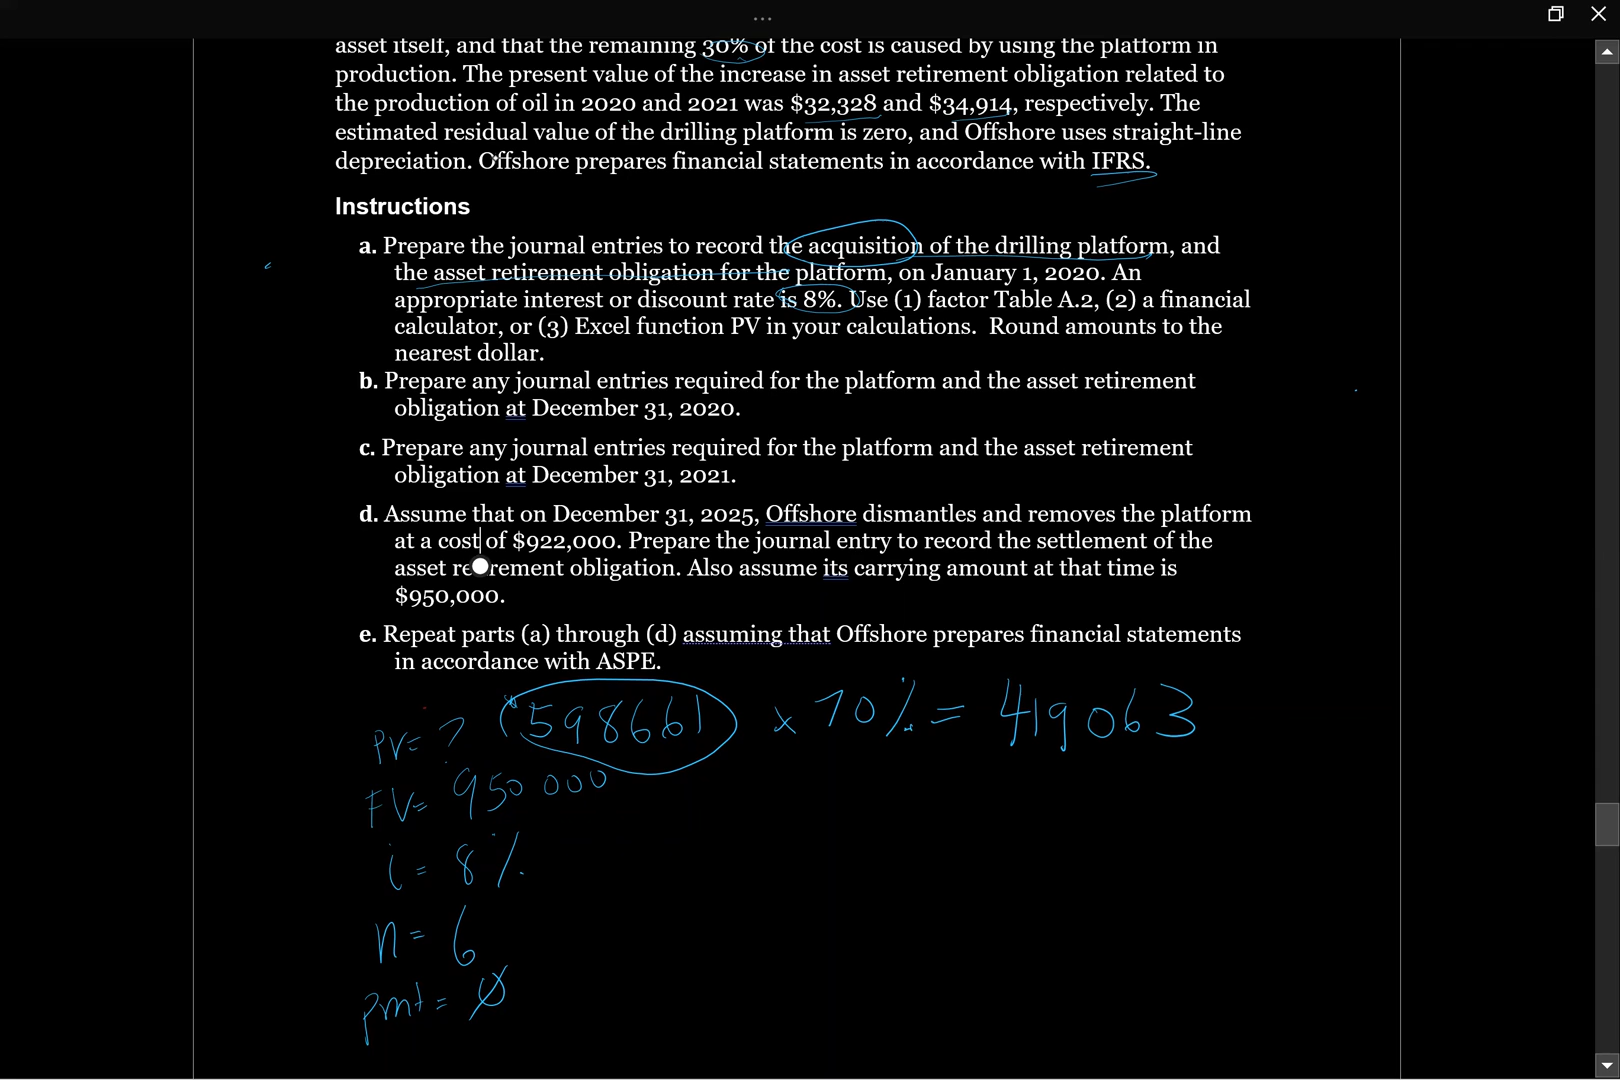 asset itself, and that the remaining 30% of the cost is caused by using the platform in
production. The present value of the increase in asset retirement obligation related to
the production of oil in 2020 and 2021 was $32,328 and $34,914, respectively. The
estimated residual value of the drilling platform is zero, and Offshore uses straight-line
depreciation. Offshore prepares financial statements in accordance with IFRS.
Instructions
a. Prepare the journal entries to record the acquisition of the drilling platform, and
the asset retirement obligation for the platform, on January 1, 2020. An
appropriate interest or discount rate is 8%. Use (1) factor Table A.2, (2) a financial
calculator, or (3) Excel function PV in your calculations.  Round amounts to the
nearest dollar.
b. Prepare any journal entries required for the platform and the asset retirement
obligation at December 31, 2020.
c. Prepare any journal entries required for the platform and the asset retirement
obligation at December 31, 2021.
d. Assume that on December 31, 2025, Offshore dismantles and removes the platform
at a cost of $922,000. Prepare the journal entry to record the settlement of the
asset retirement obligation. Also assume its carrying amount at that time is
$950,000.
e. Repeat parts (a) through (d) assuming that Offshore prepares financial statements
in accordance with ASPE.
PV= ? (598661) x 70% = 419063
FV= 950 000
i = 8%
n = 6
pmt = 0